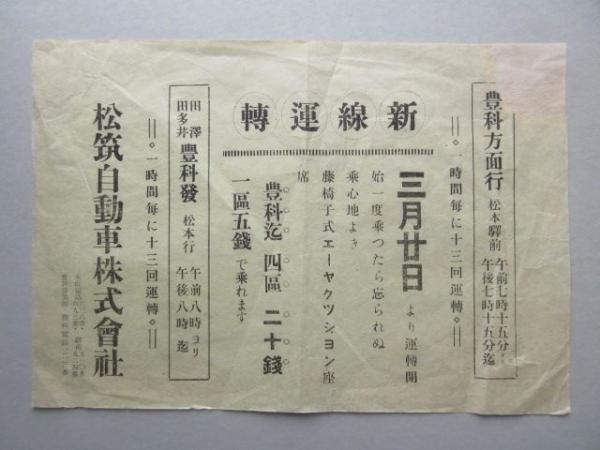 豊科方面行 松本驛前 午前七時十五分ヨリ 午後七時十五分迄
一時間每に十三回運轉
新線運轉
三月廿日より運轉開
始一度乘つたら忘られぬ
乘心地よき
藤椅子式エーヤクツシヨン座
席
豊科迄 四區 二十錢
一區五錢で乘れます
田澤 田多井 豊科發 松本行 午前八時ヨリ 午後八時迄
一時間每に十三回運轉
松筑自動車株式會社